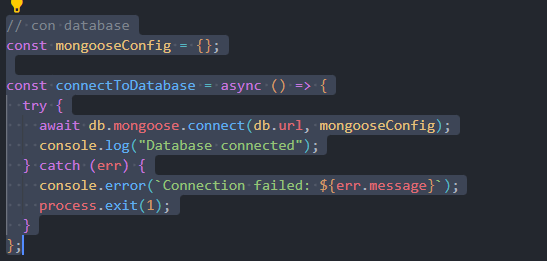 // con database
const mongooseConfig = {};

const connectToDatabase = async () => {
  try {
    await db.mongoose.connect(db.url, mongooseConfig);
    console.log("Database connected");
  } catch (err) {
    console.error(`Connection failed: ${err.message}`);
    process.exit(1);
  }
};